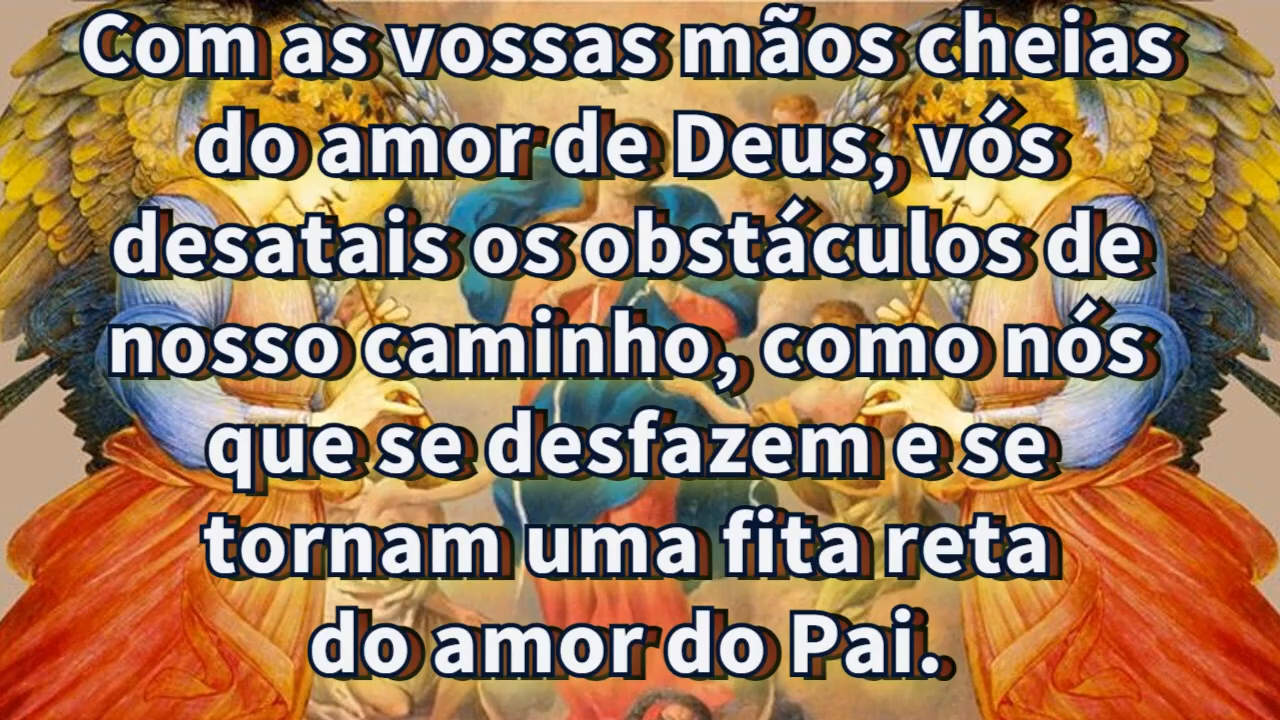 Com as vossas mãos cheias
do amor de Deus, vós
desatais os obstáculos de
nosso caminho, como nós
que se desfazem e se
tornam uma fita reta
do amor do Pai.